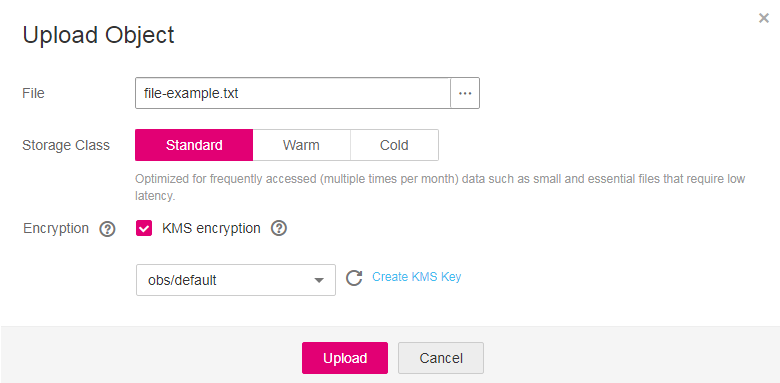 Upload Object
File
file-example.txt
...
Storage Class
Standard
Warm
Cold
Optimized for frequently accessed (multiple times per month) data such as small and essential files that require low
latency.
Encryption ?
KMS encryption ?
obs/default
Create KMS Key
Upload
Cancel